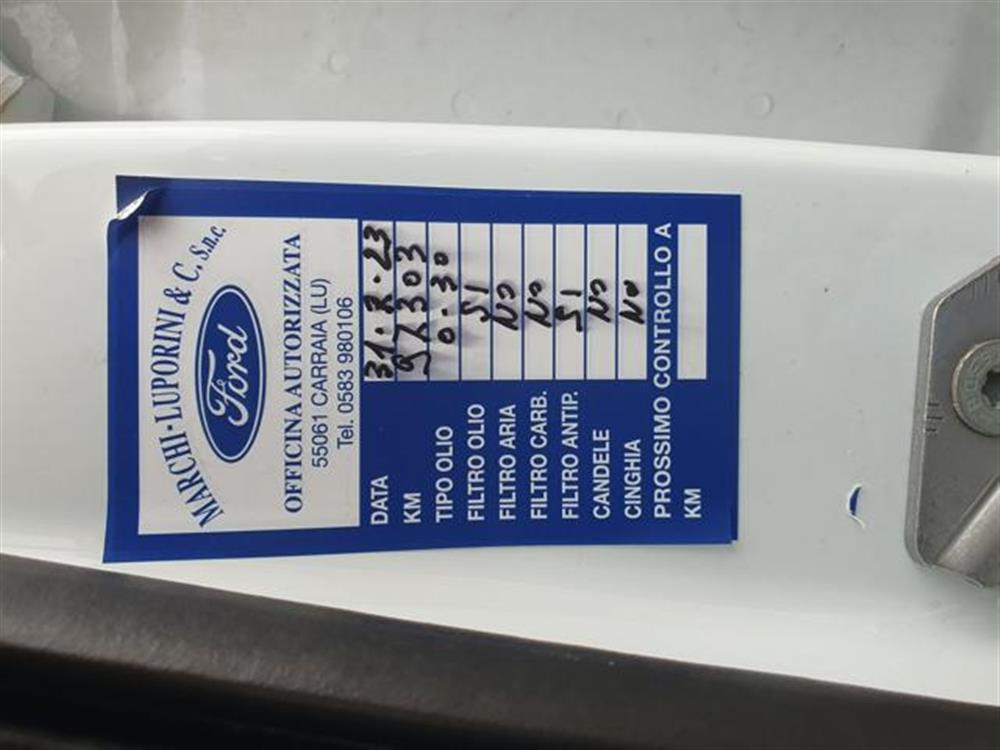 MARCHI-LUPORINI & C. S.n.c.
Ford
OFFICINA AUTORIZZATA
55061 CARRAIA (LU)
Tel. 0583 980106
DATA 31.7.23
KM 97303
TIPO OLIO 0.30
FILTRO OLIO SI
FILTRO ARIA NO
FILTRO CARB. NO
FILTRO ANTIP. SI
CANDELE NO
CINGHIA NO
PROSSIMO CONTROLLO A
KM